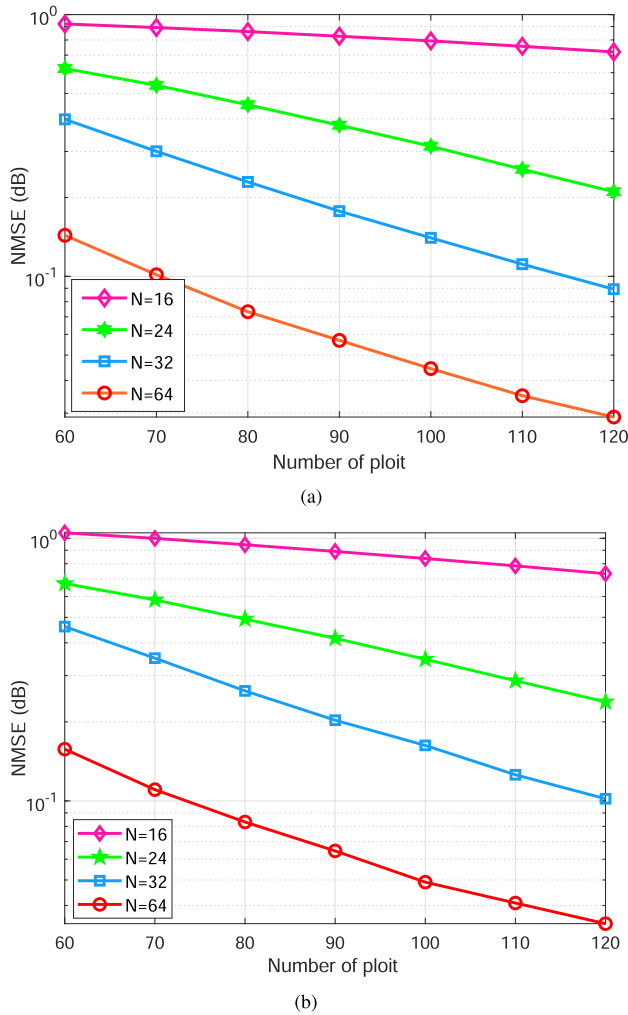 10^0
NMSE (dB)
10^-1
N=16
N=24
N=32
N=64
60 70 80 90 100 110 120
Number of ploit
(a)
10^0
NMSE (dB)
10^-1
N=16
N=24
N=32
N=64
60 70 80 90 100 110 120
Number of ploit
(b)